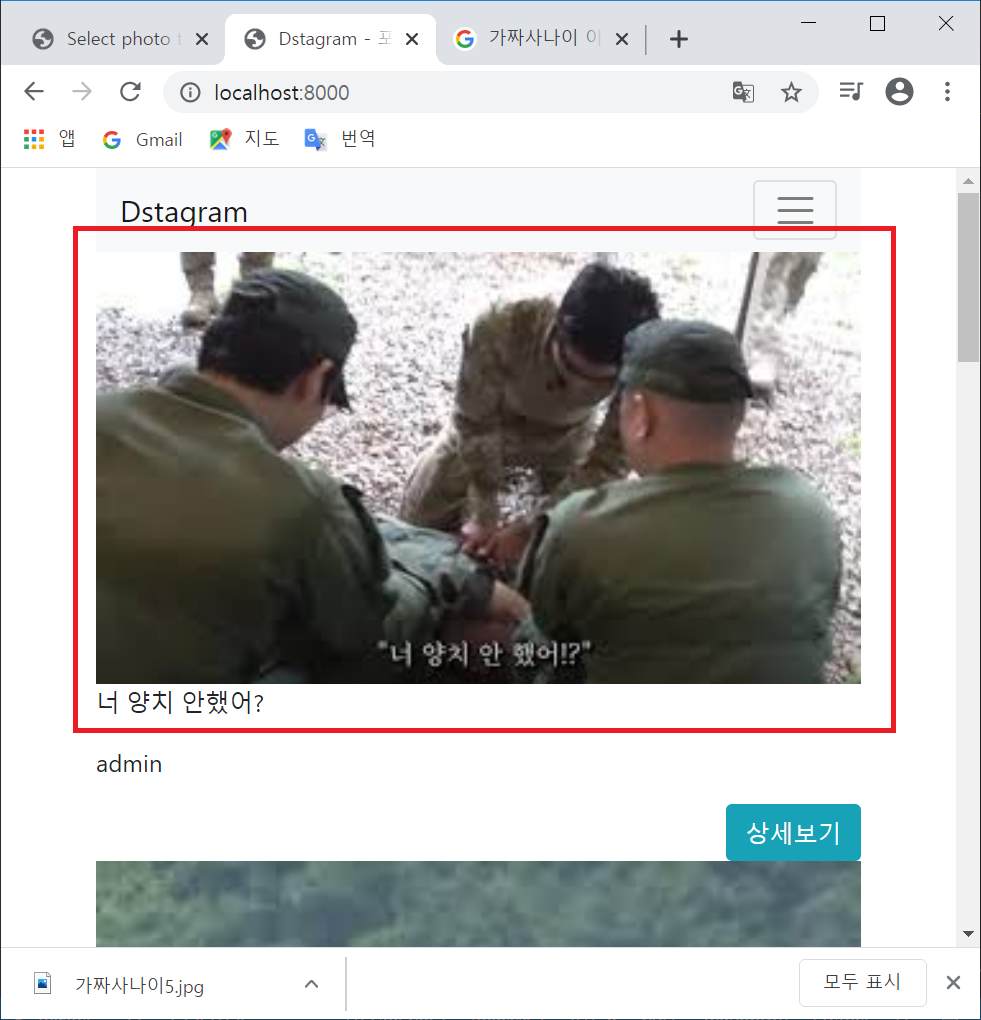 Select photo t
Dstagram - 포
가짜사나이 이
localhost:8000
앱
Gmail
지도
번역
Dstagram
"너 양치 안 했어!?"
너 양치 안했어?
admin
상세보기
가짜사나이5.jpg
모두 표시